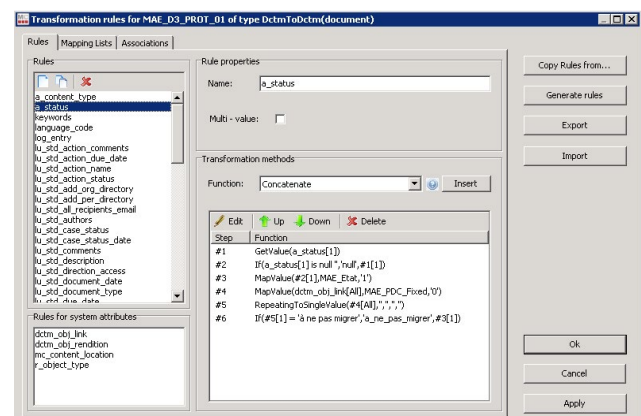 Transformation rules for MAE_D3_PROT_01 of type DctmToDctm(document)
Rules
Mapping Lists
Associations
Rules
a_content_type
a_status
keywords
language_code
log_entry
lu_std_action_comments
lu_std_action_due_date
lu_std_action_name
lu_std_action_status
lu_std_add_org_directory
lu_std_add_per_directory
lu_std_all_recipients_email
lu_std_authors
lu_std_case_status
lu_std_case_status_date
lu_std_comments
lu_std_description
lu_std_direction_access
lu_std_document_date
lu_std_document_type
lu_std_due_date
Rules for system attributes
dctm_obj_link
dctm_obj_rendition
mc_content_location
r_object_type
Rule properties
Name: a_status
Multi - value:
Transformation methods
Function: Concatenate Insert
Edit Up Down Delete
Step Function
#1 GetValue(a_status[1])
#2 If(a_status[1] is null '','null',#1[1])
#3 MapValue(#2[1],MAE_Etat,'1')
#4 MapValue(dctm_obj_link[All],MAE_PDC_Fixed,'0')
#5 RepeatingToSingleValue(#4[All],",",",")
#6 If(#5[1] = 'à ne pas migrer','a_ne_pas_migrer',#3[1])
Copy Rules from...
Generate rules
Export
Import
Ok
Cancel
Apply